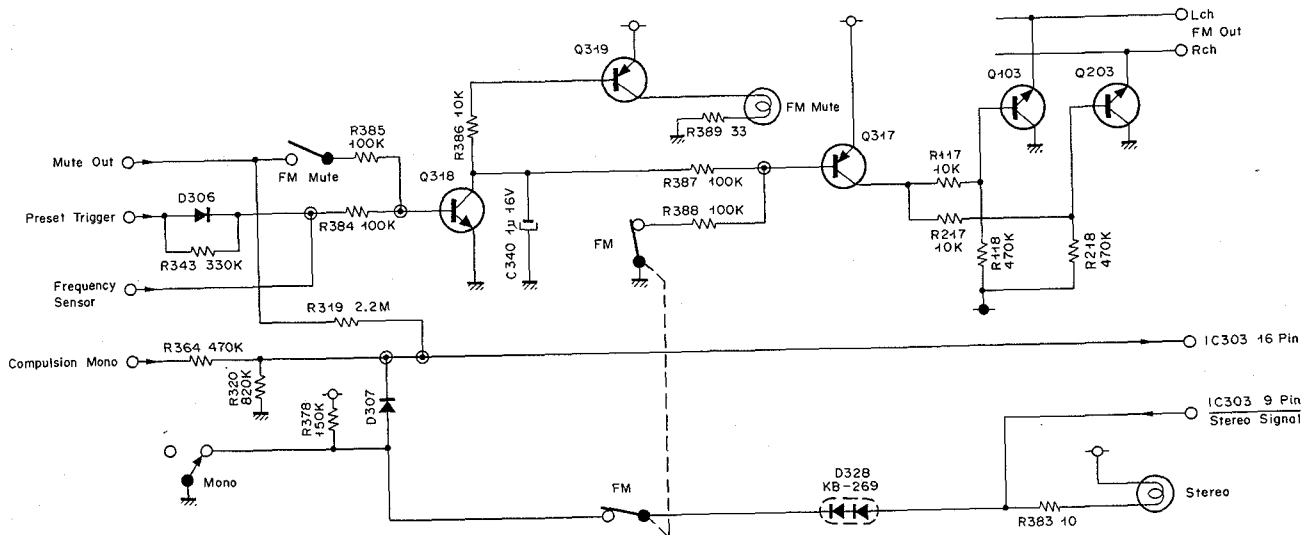 Lch
FM Out
Rch
Q319
Q103
Q203
FM Mute
R389 33
Q317
R386 10K
R385
100K
Mute Out
FM Mute
Q318
R387 100K
R117
10K
D306
Preset Trigger
R384 100K
C340 1µ 16V
R388 100K
FM
R217
10K
R118
470K
R218
470K
R343 330K
Frequency
Sensor
R319 2.2M
R364 470K
Compulsion Mono
IC303 16 Pin
R320
820K
R378
150K
D307
IC303 9 Pin
Stereo Signal
Mono
FM
D328
KB-269
Stereo
R383 10